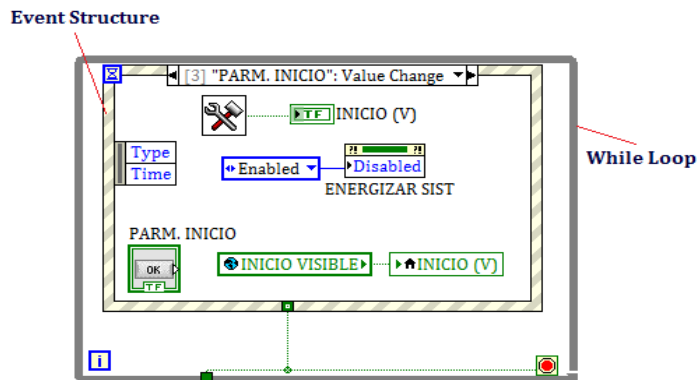 Event Structure
[3] "PARM. INICIO": Value Change
TF INICIO (V)
Type
Time
Enabled
?! ?!
Disabled
ENERGIZAR SIST
While Loop
PARM. INICIO
OK
TF
INICIO VISIBLE
INICIO (V)
i